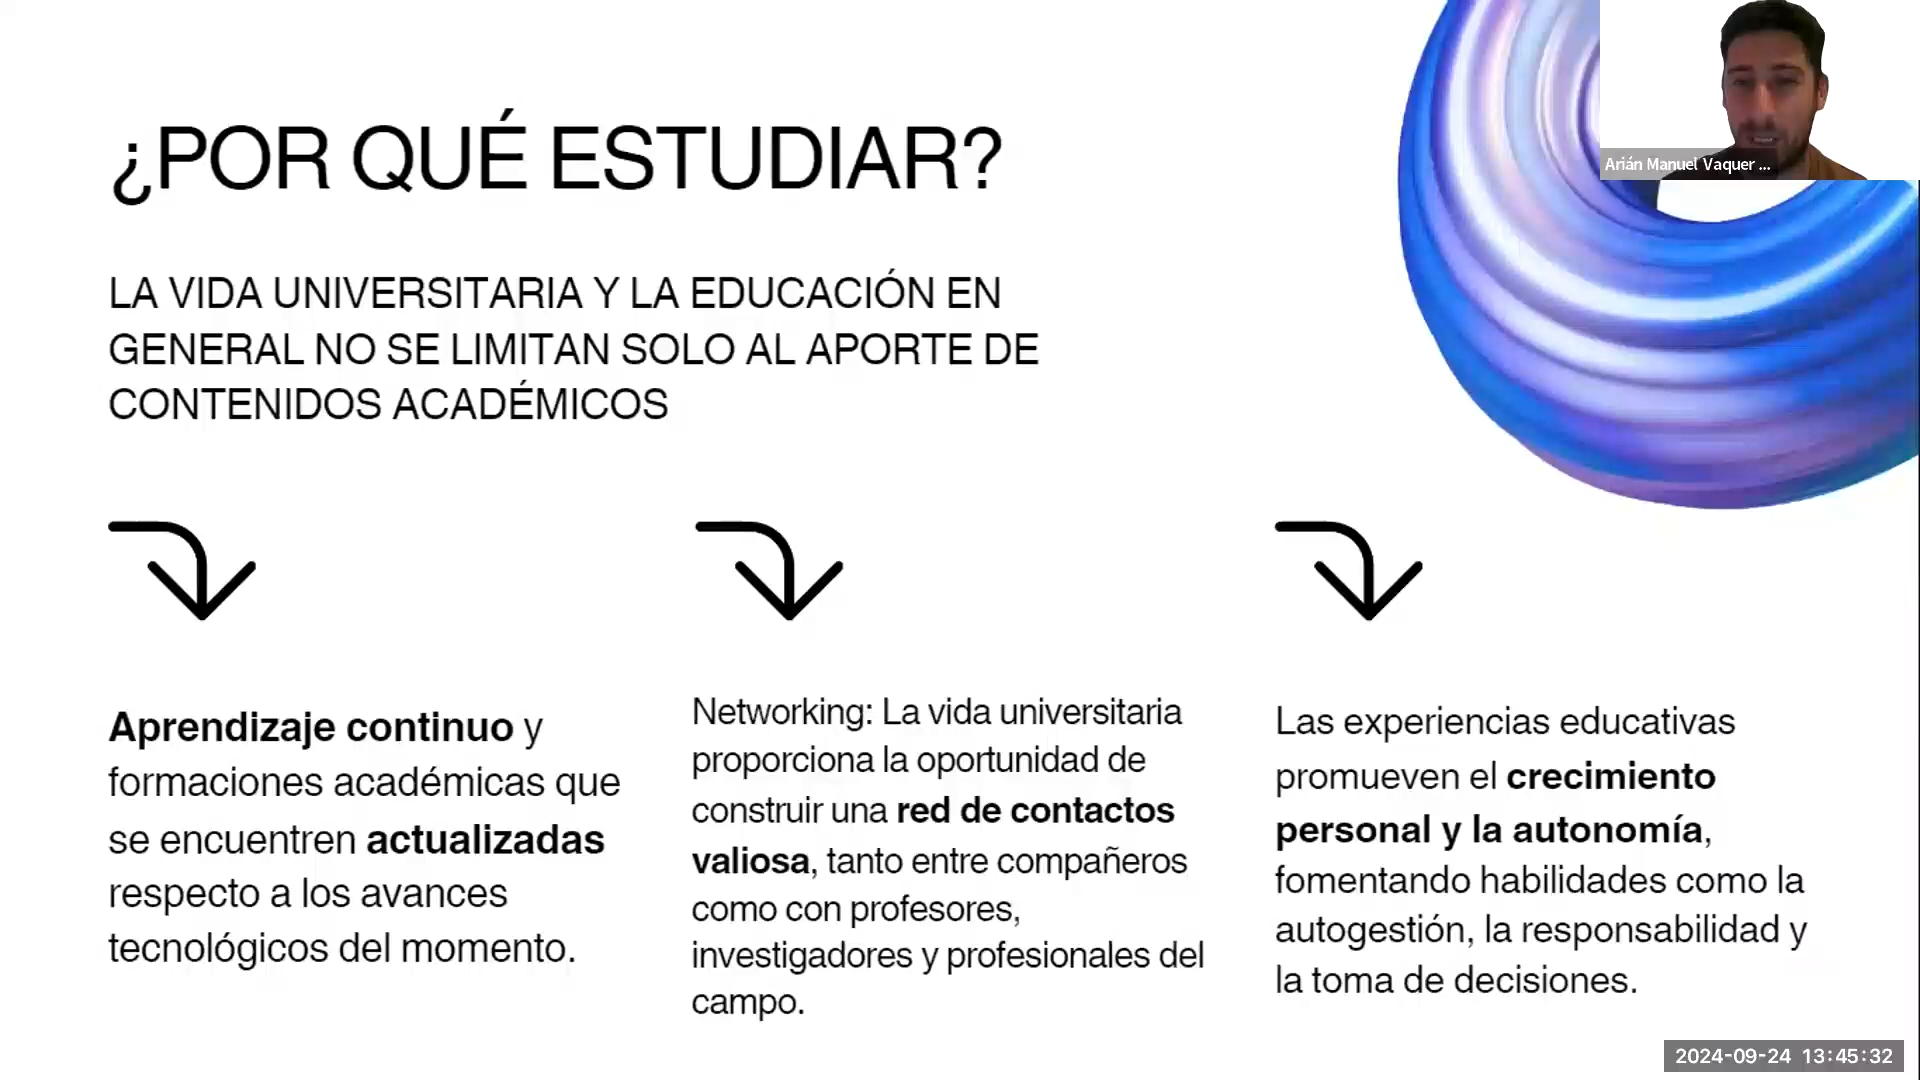 ¿POR QUÉ ESTUDIAR?
Arián Manuel Vaquer ...
LA VIDA UNIVERSITARIA Y LA EDUCACIÓN EN
GENERAL NO SE LIMITAN SOLO AL APORTE DE
CONTENIDOS ACADÉMICOS
Aprendizaje continuo y
formaciones académicas que
se encuentren actualizadas
respecto a los avances
tecnológicos del momento.
Networking: La vida universitaria
proporciona la oportunidad de
construir una red de contactos
valiosa, tanto entre compañeros
como con profesores,
investigadores y profesionales del
campo.
Las experiencias educativas
promueven el crecimiento
personal y la autonomía,
fomentando habilidades como la
autogestión, la responsabilidad y
la toma de decisiones.
2024-09-24 13:45:32